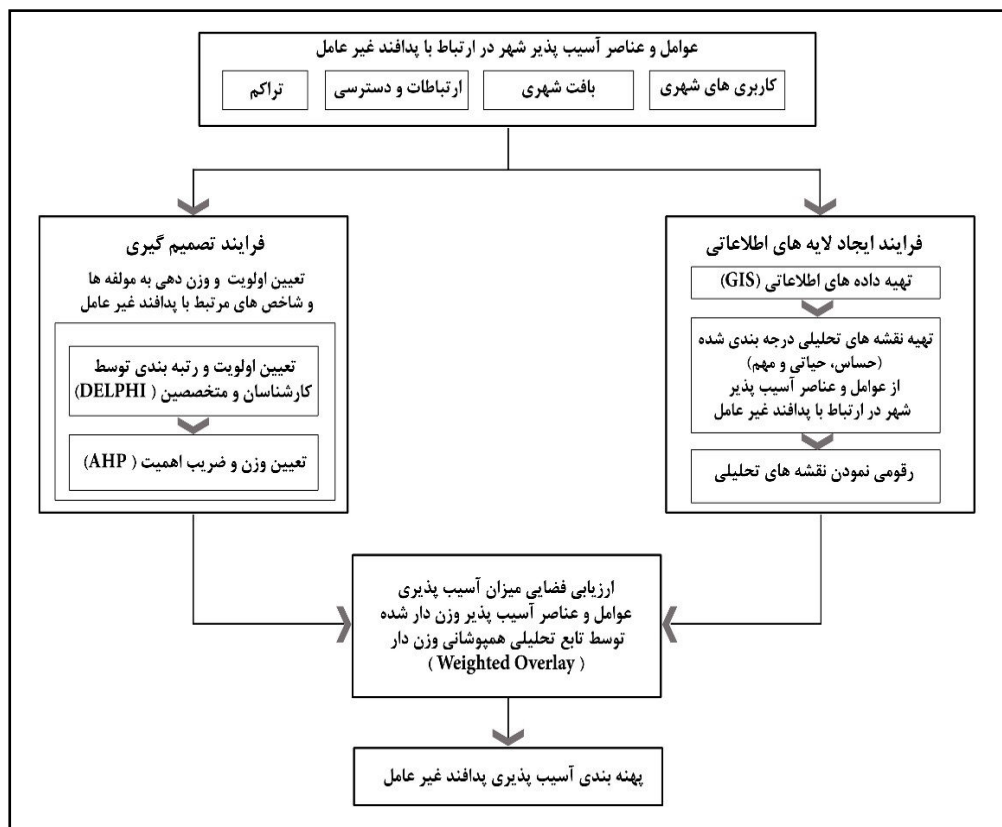 عوامل و عناصر آسیب پذیر شهر در ارتباط با پدافند غیر عامل
کاربری های شهری
بافت شهری
ارتباطات و دسترسی
تراکم
فرایند ایجاد لایه های اطلاعاتی
تهیه داده های اطلاعاتی (GIS)
تهیه نقشه های تحلیلی درجه بندی شده
(حساس، حیاتی و مهم)
از عوامل و عناصر آسیب پذیر
شهر در ارتباط با پدافند غیر عامل
رقومی نمودن نقشه های تحلیلی
فرایند تصمیم گیری
تعیین اولویت و وزن دهی به مولفه ها
و شاخص های مرتبط با پدافند غیر عامل
تعیین اولویت و رتبه بندی توسط
کارشناسان و متخصصین (DELPHI)
تعیین وزن و ضریب اهمیت (AHP)
ارزیابی فضایی میزان آسیب پذیری
عوامل و عناصر آسیب پذیر وزن دار شده
توسط تابع تحلیلی همپوشانی وزن دار
(Weighted Overlay)
پهنه بندی آسیب پذیری پدافند غیر عامل